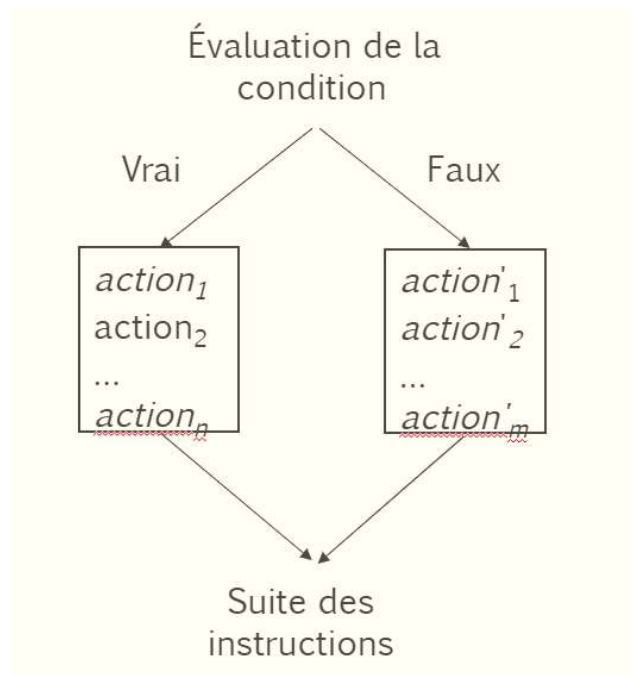 Évaluation de la
condition
Vrai
Faux
action₁
action₂
...
actionₙ
action'₁
action'₂
...
action'ₘ
Suite des
instructions